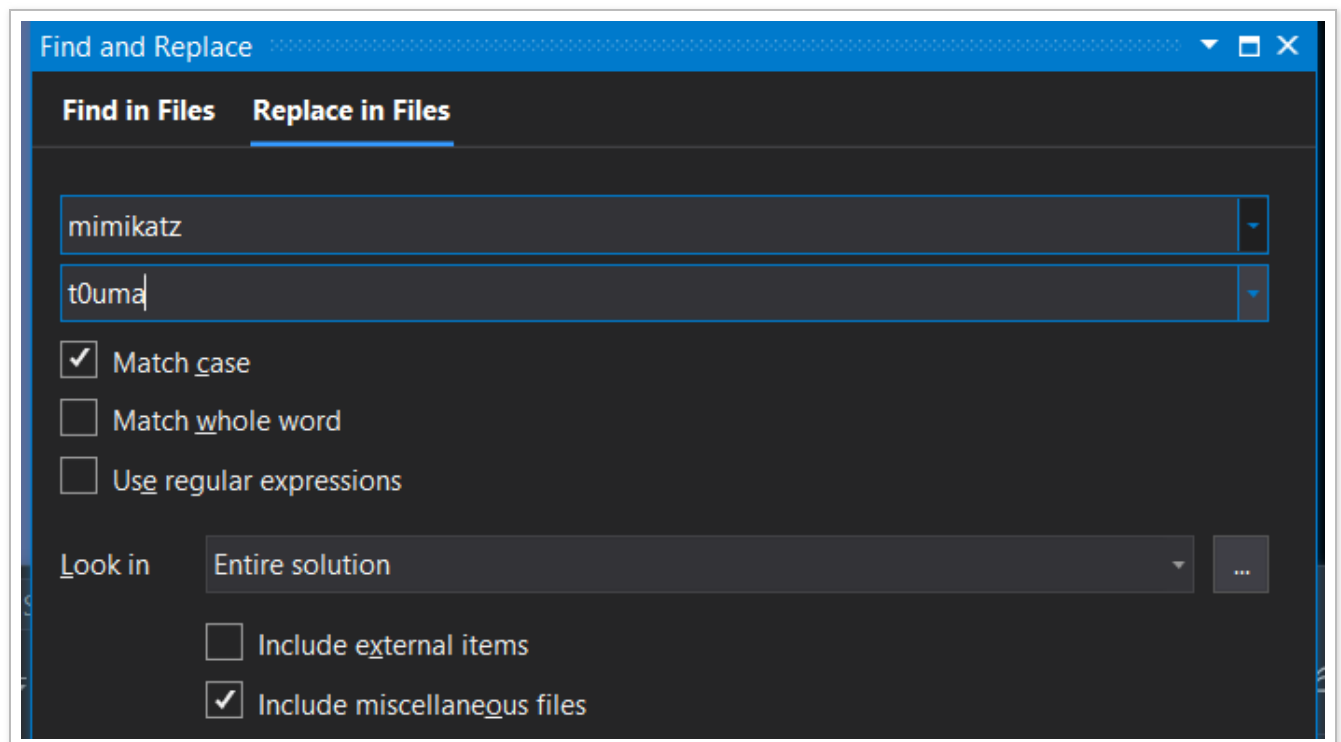 Find and Replace
Find in Files Replace in Files
mimikatz
t0uma
Match case
Match whole word
Use regular expressions
Look in Entire solution ...
Include external items
Include miscellaneous files